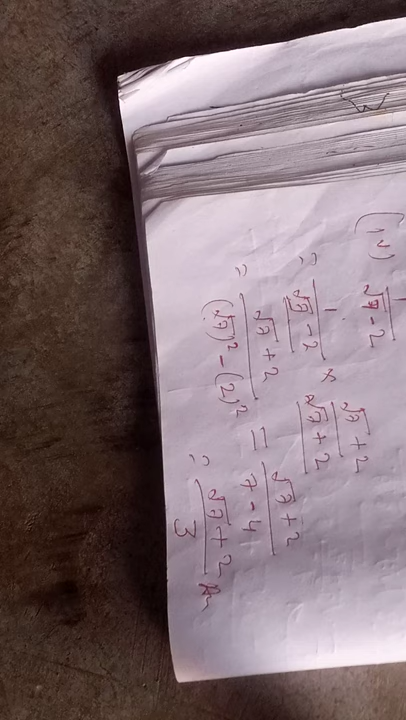 (iv) 1/√7-2
= 1/√7-2 × √7+2/√7+2
= √7+2/(√7)²-(2)² = √7+2/7-4
= √7+2/3 An